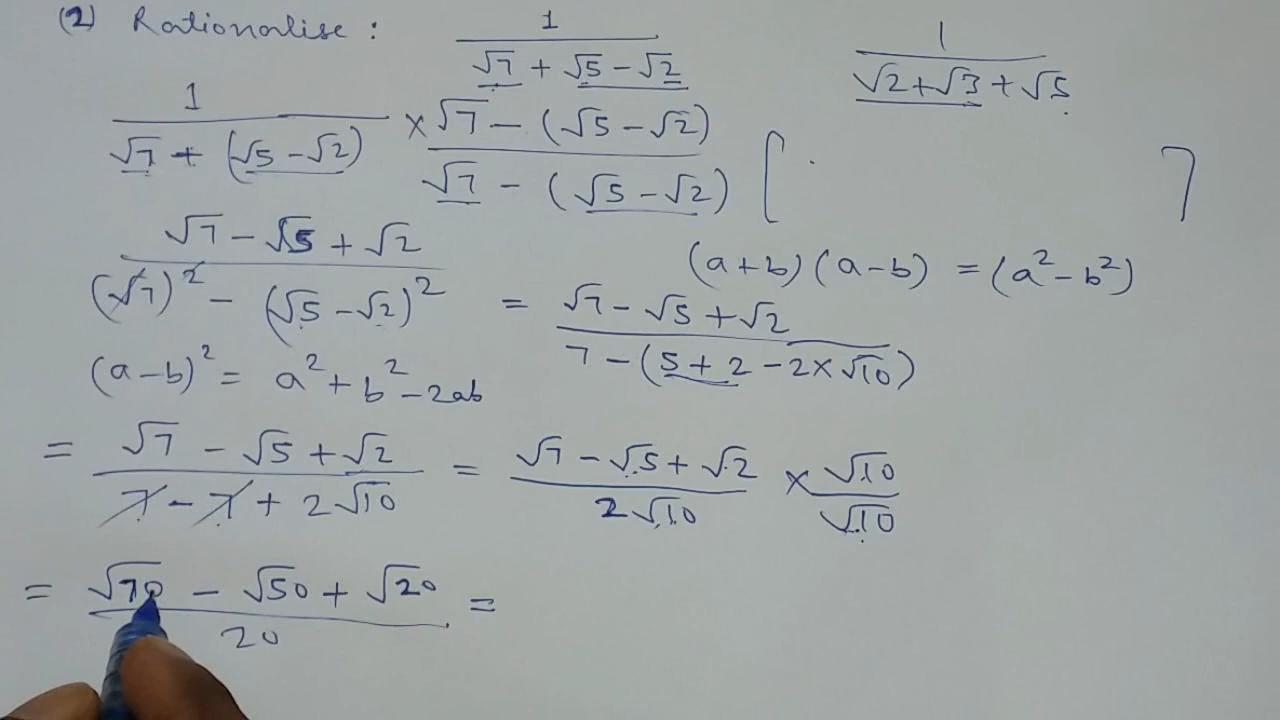 (2) Rationalise : 1/(√7 + √5 − √2)
1/(√2 + √3 + √5)
1/(√7 + (√5 − √2)) × (√7 − (√5 − √2))/(√7 − (√5 − √2)) [ ]
(√7 − √5 + √2)/((√7)² − (√5 − √2)²) = (√7 − √5 + √2)/(7 − (5 + 2 − 2×√10))
(a+b)(a−b) = (a² − b²)
(a−b)² = a² + b² − 2ab
= (√7 − √5 + √2)/(7 − 7 + 2√10) = (√7 − √5 + √2)/(2√10) × √10/√10
= (√70 − √50 + √20)/20 =